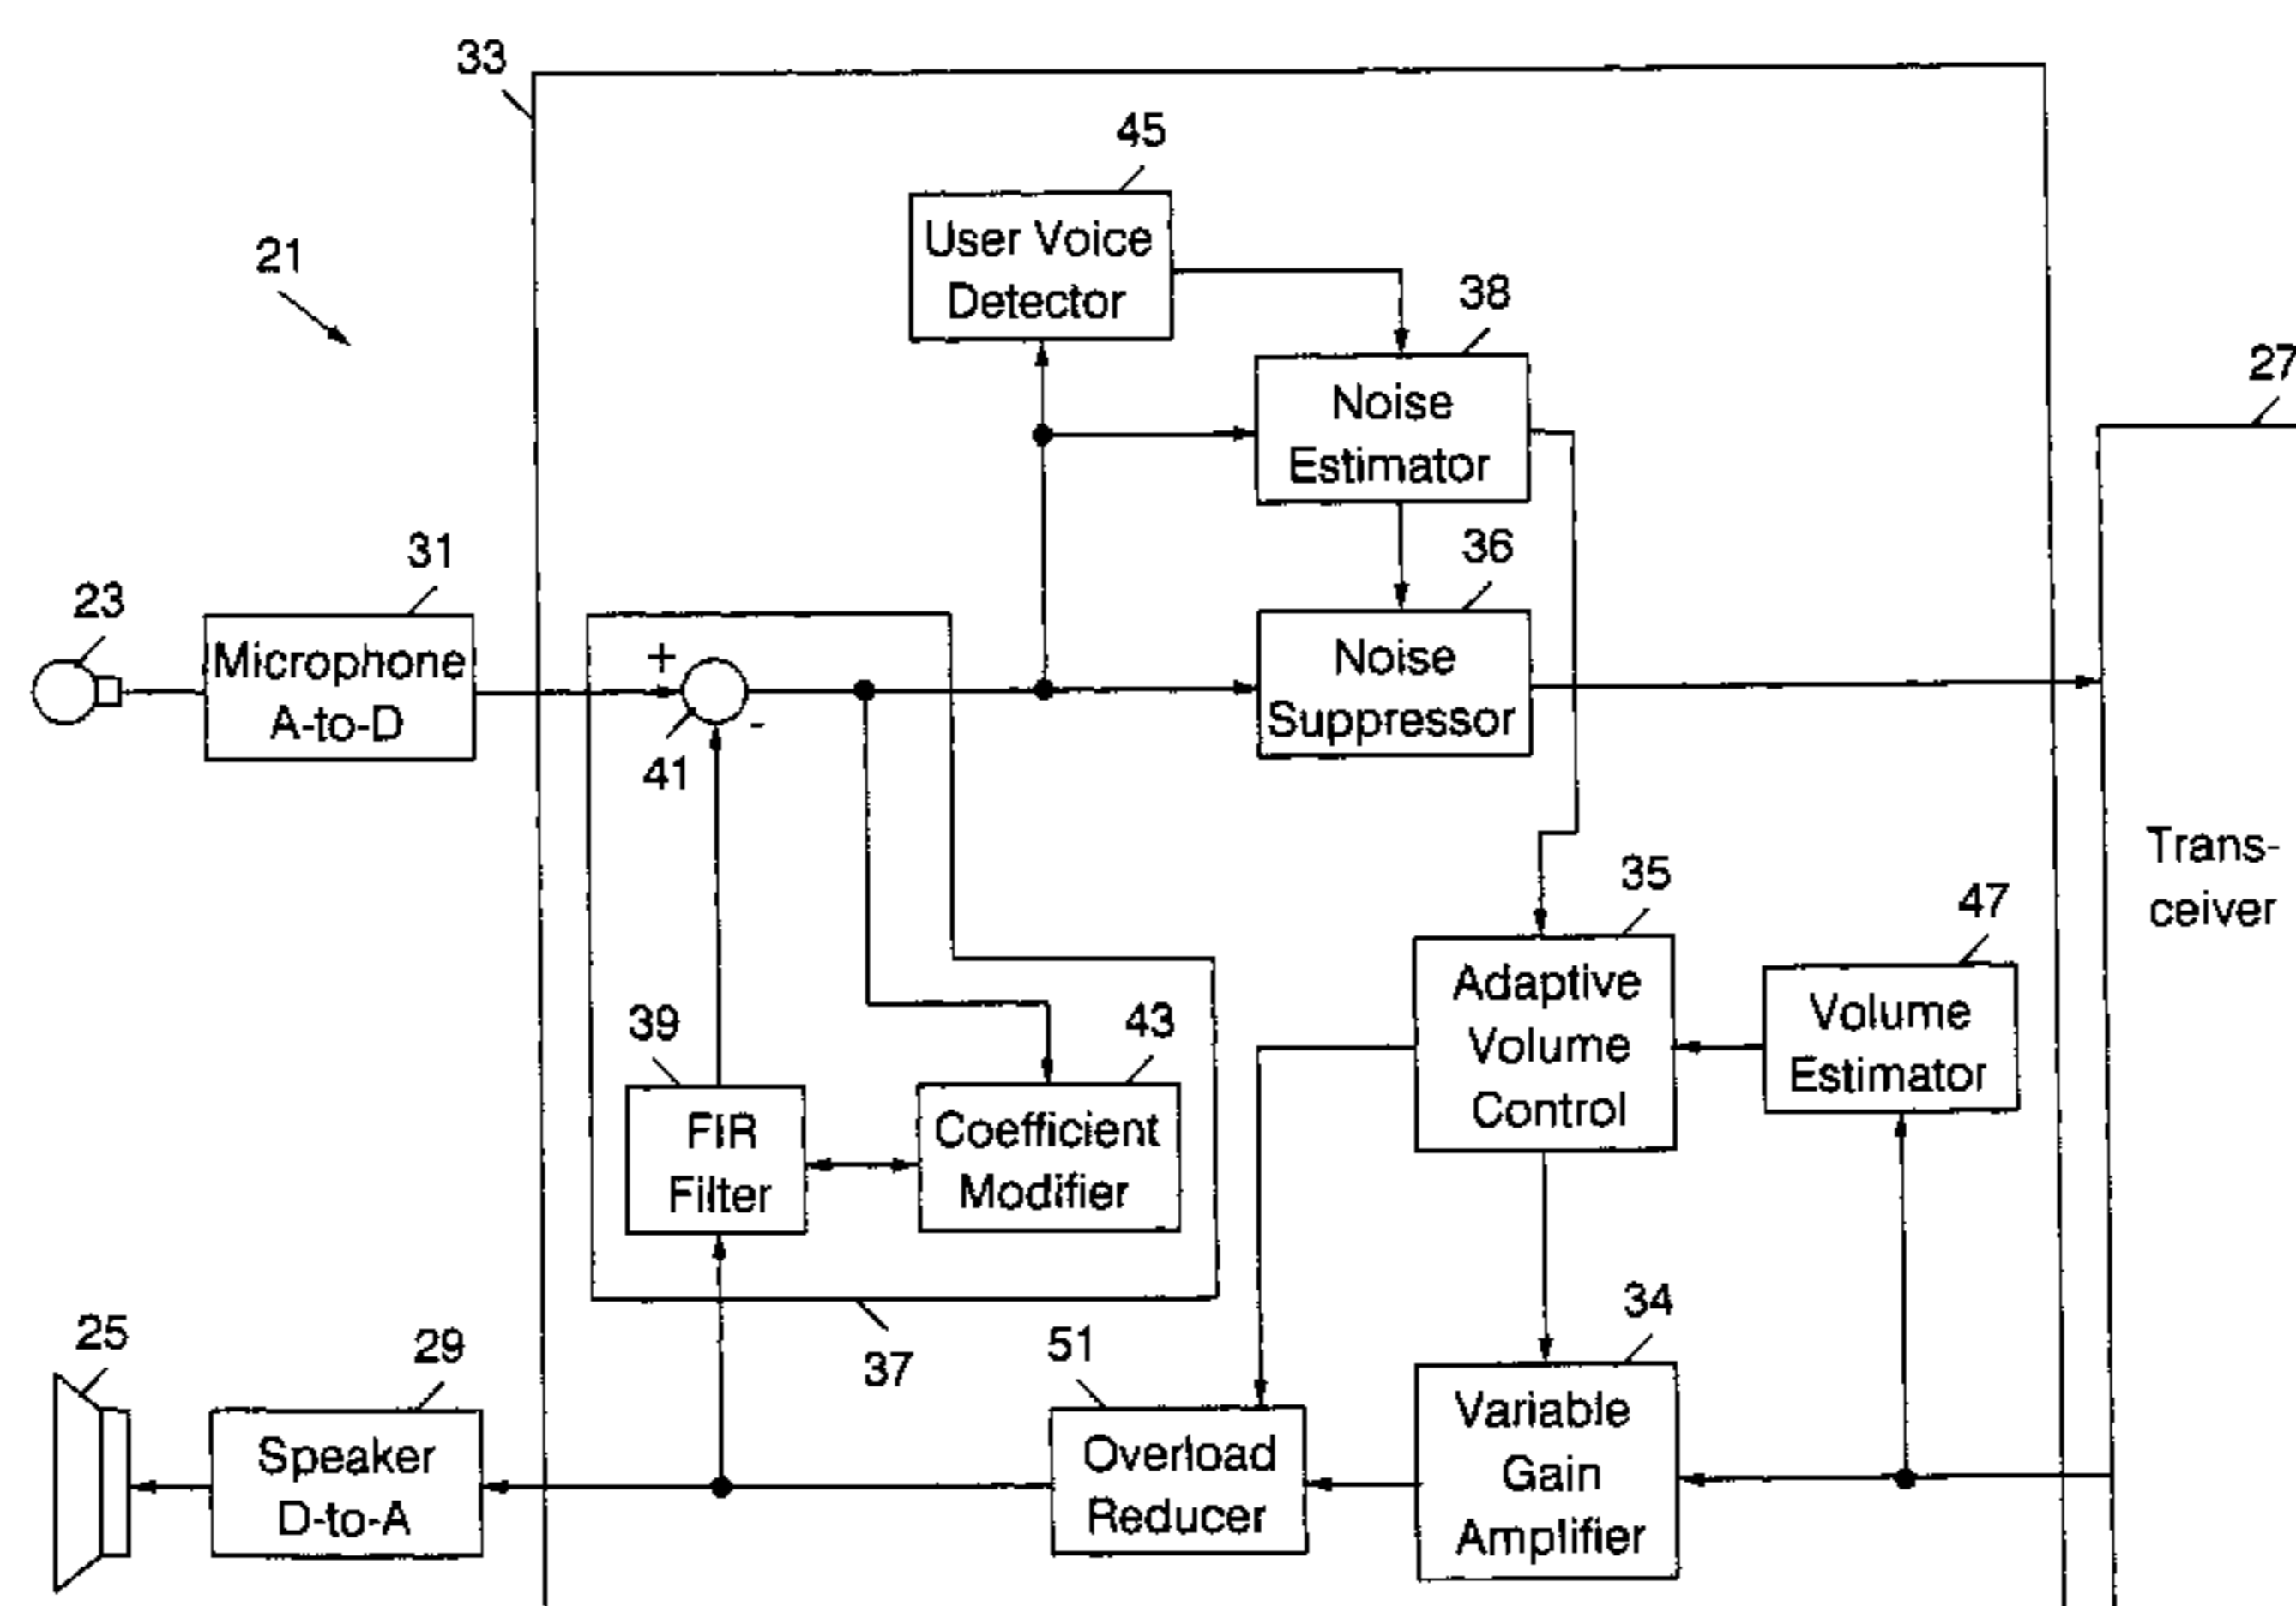 33
45
User Voice
Detector
21
38
Noise
Estimator
27
31
Microphone
A-to-D
23
36
Noise
Suppressor
+
-
41
Trans-
ceiver
35
Adaptive
Volume
Control
47
Volume
Estimator
39
FIR
Filter
43
Coefficient
Modifier
37
25
29
Speaker
D-to-A
51
Overload
Reducer
34
Variable
Gain
Amplifier